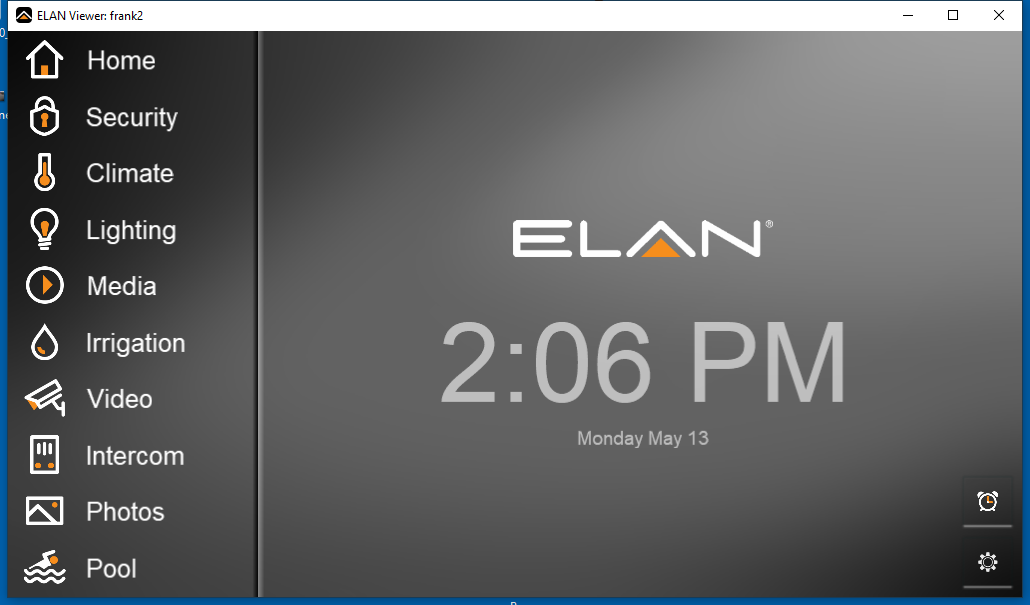 ELAN Viewer: frank2
Home
Security
Climate
Lighting
Media
Irrigation
Video
Intercom
Photos
Pool
ELAN®
2:06 PM
Monday May 13